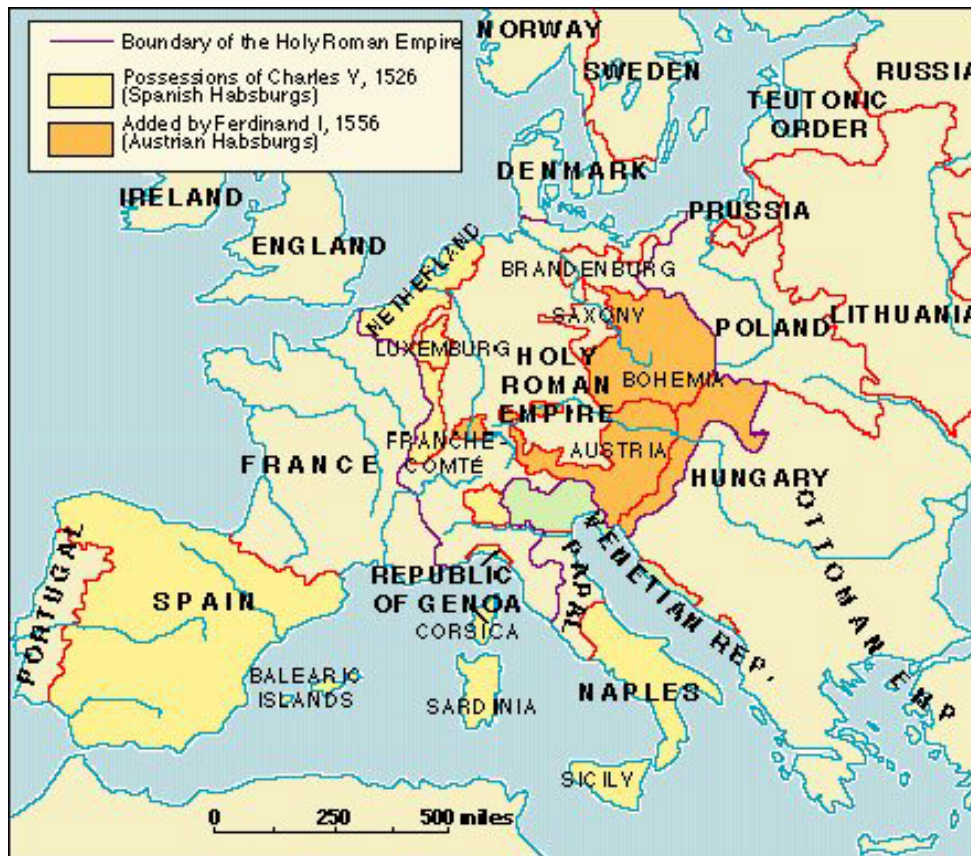 Boundary of the Holy Roman Empire
Possessions of Charles V, 1526
(Spanish Habsburgs)
Added by Ferdinand I, 1556
(Austrian Habsburgs)
NORWAY
SWEDEN
RUSSIA
TEUTONIC
ORDER
DENMARK
IRELAND
PRUSSIA
ENGLAND
NETHERLAND
BRANDENBURG
SAXONY
POLAND
LITHUANIA
LUXEMBURG
HOLY
ROMAN
EMPIRE
BOHEMIA
FRANCE
FRANCHE-
COMTÉ
AUSTRIA
HUNGARY
OTTOMAN EMP
VENETIAN REP.
PAPAL
REPUBLIC
OF GENOA
CORSICA
PORTUGAL
SPAIN
BALEARIC
ISLANDS
SARDINIA
NAPLES
SICILY
0 250 500 miles